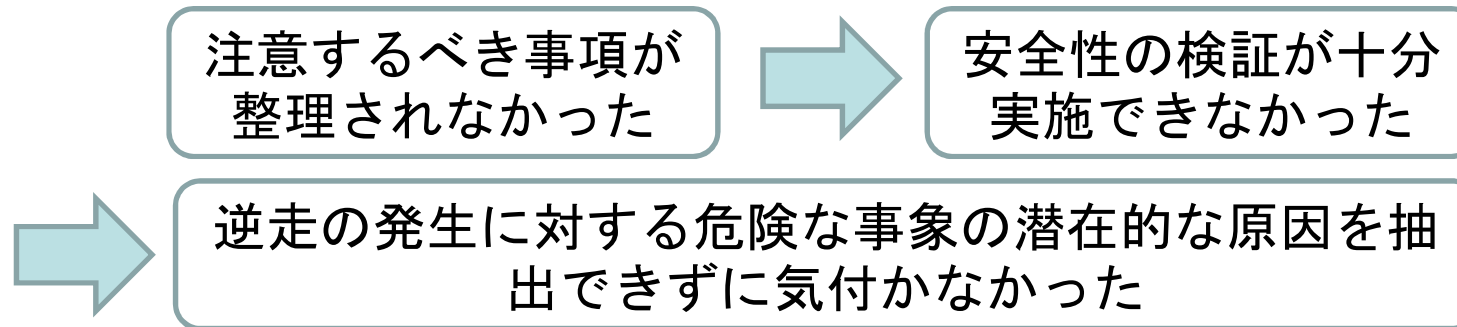 注意するべき事項が
整理されなかった
安全性の検証が十分
実施できなかった
逆走の発生に対する危険な事象の潜在的な原因を抽
出できずに気付かなかった